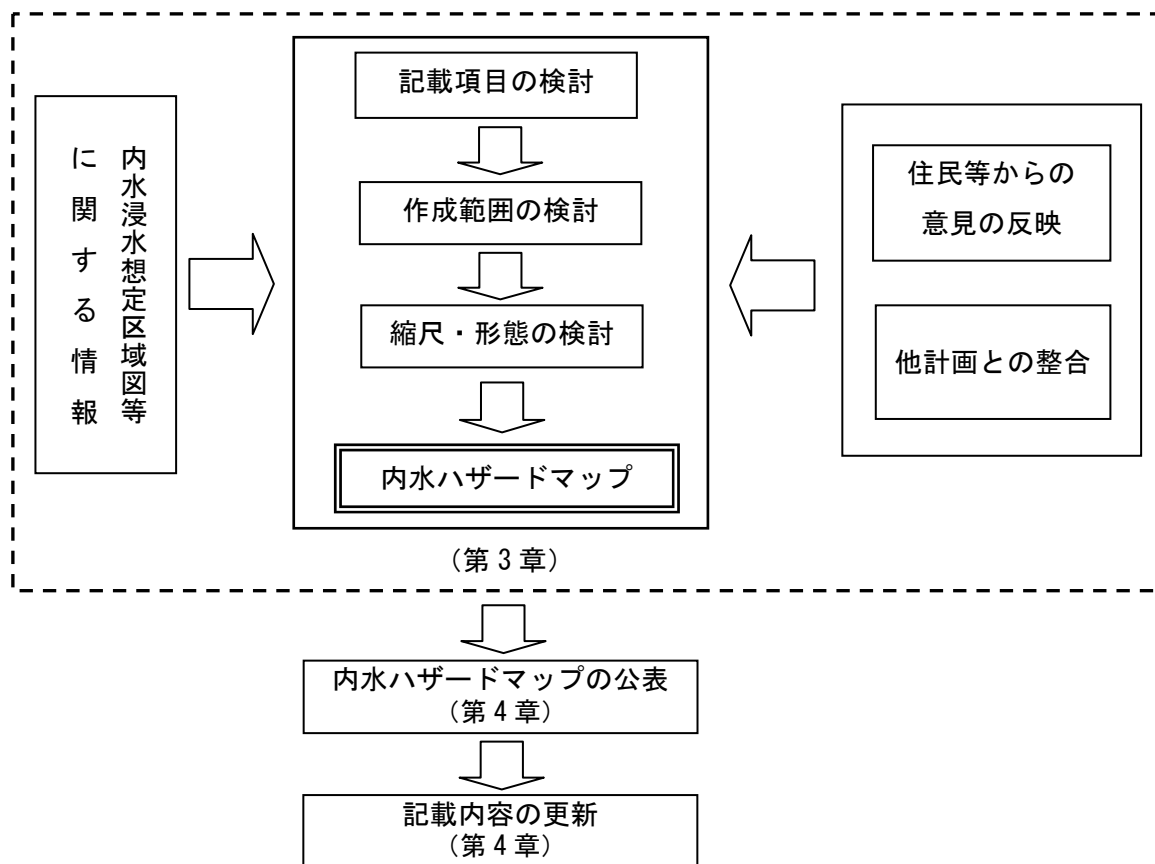 内水浸水想定区域図等
に関する情報
記載項目の検討
作成範囲の検討
縮尺・形態の検討
内水ハザードマップ
（第３章）
住民等からの
意見の反映
他計画との整合
内水ハザードマップの公表
（第４章）
記載内容の更新
（第４章）